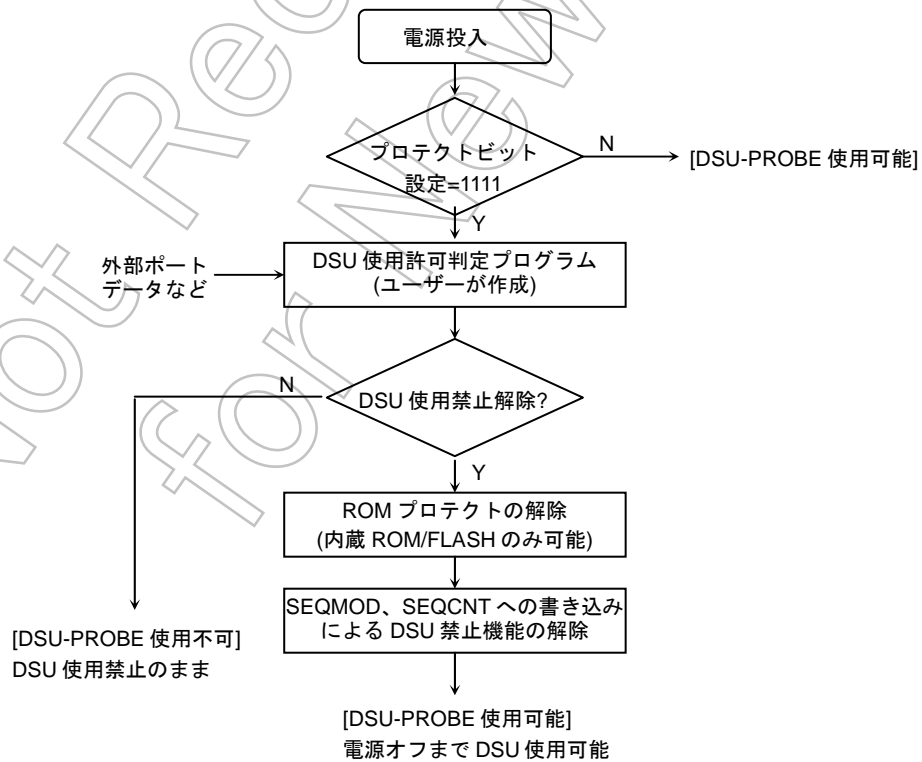 電源投入
プロテクトビット
設定=1111
N
[DSU-PROBE 使用可能]
Y
外部ポート
データなど
DSU 使用許可判定プログラム
(ユーザーが作成)
N
DSU 使用禁止解除?
Y
ROM プロテクトの解除
(内蔵 ROM/FLASH のみ可能)
SEQMOD、SEQCNT への書き込み
による DSU 禁止機能の解除
[DSU-PROBE 使用不可]
DSU 使用禁止のまま
[DSU-PROBE 使用可能]
電源オフまで DSU 使用可能
Not Rec
for New